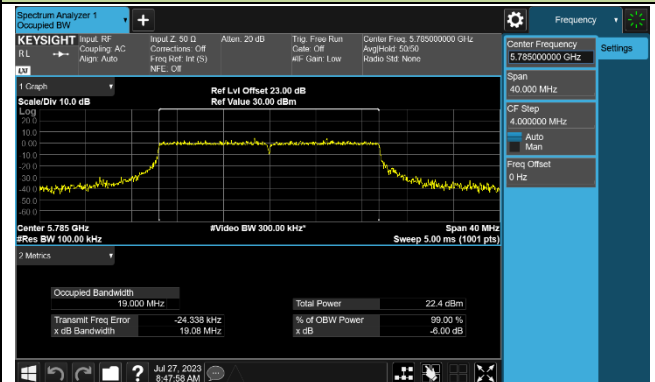 Spectrum Analyzer 1
Occupied BW
+
Frequency
KEYSIGHT
RL
LXI
Input: RF
Coupling: AC
Align: Auto
Input Z: 50 Ω
Corrections: Off
Freq Ref: Int (S)
NFE: Off
Atten: 20 dB
Trig: Free Run
Gate: Off
#IF Gain: Low
Center Freq: 5.785000000 GHz
Avg|Hold: 50/50
Radio Std: None
Center Frequency
5.785000000 GHz
Settings
Span
40.000 MHz
CF Step
4.000000 MHz
Auto
Man
Freq Offset
0 Hz
1 Graph
Scale/Div 10.0 dB
Ref Lvl Offset 23.00 dB
Ref Value 30.00 dBm
Log
20.0
10.0
0.00
-10.0
-20.0
-30.0
-40.0
-50.0
-60.0
Center 5.785 GHz
#Res BW 100.00 kHz
#Video BW 300.00 kHz*
Span 40 MHz
Sweep 5.00 ms (1001 pts)
2 Metrics
Occupied Bandwidth
19.000 MHz
Total Power 22.4 dBm
Transmit Freq Error -24.338 kHz
% of OBW Power 99.00 %
x dB Bandwidth 19.08 MHz
x dB -6.00 dB
?
Jul 27, 2023
8:47:58 AM